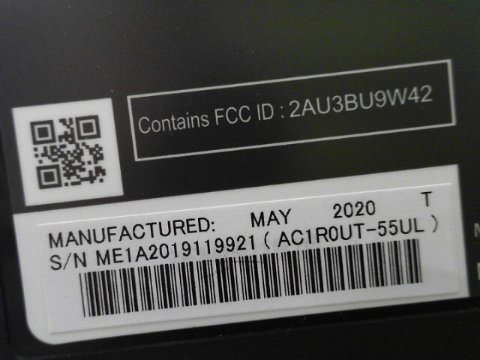 Contains FCC ID : 2AU3BU9W42
MANUFACTURED: MAY 2020 T
S/N ME1A2019119921 ( AC1R0UT-55UL )